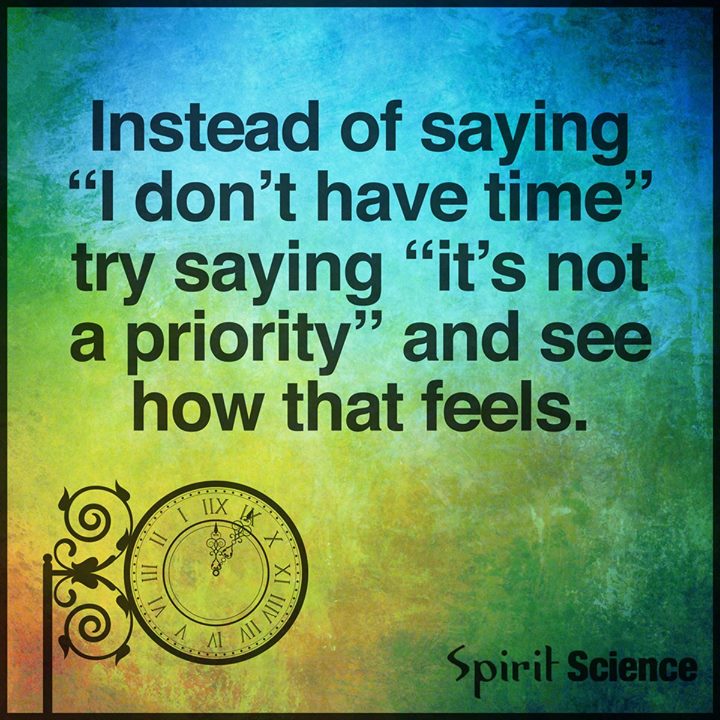 Instead of saying
“I don’t have time”
try saying “it’s not
a priority” and see
how that feels.
Spirit Science